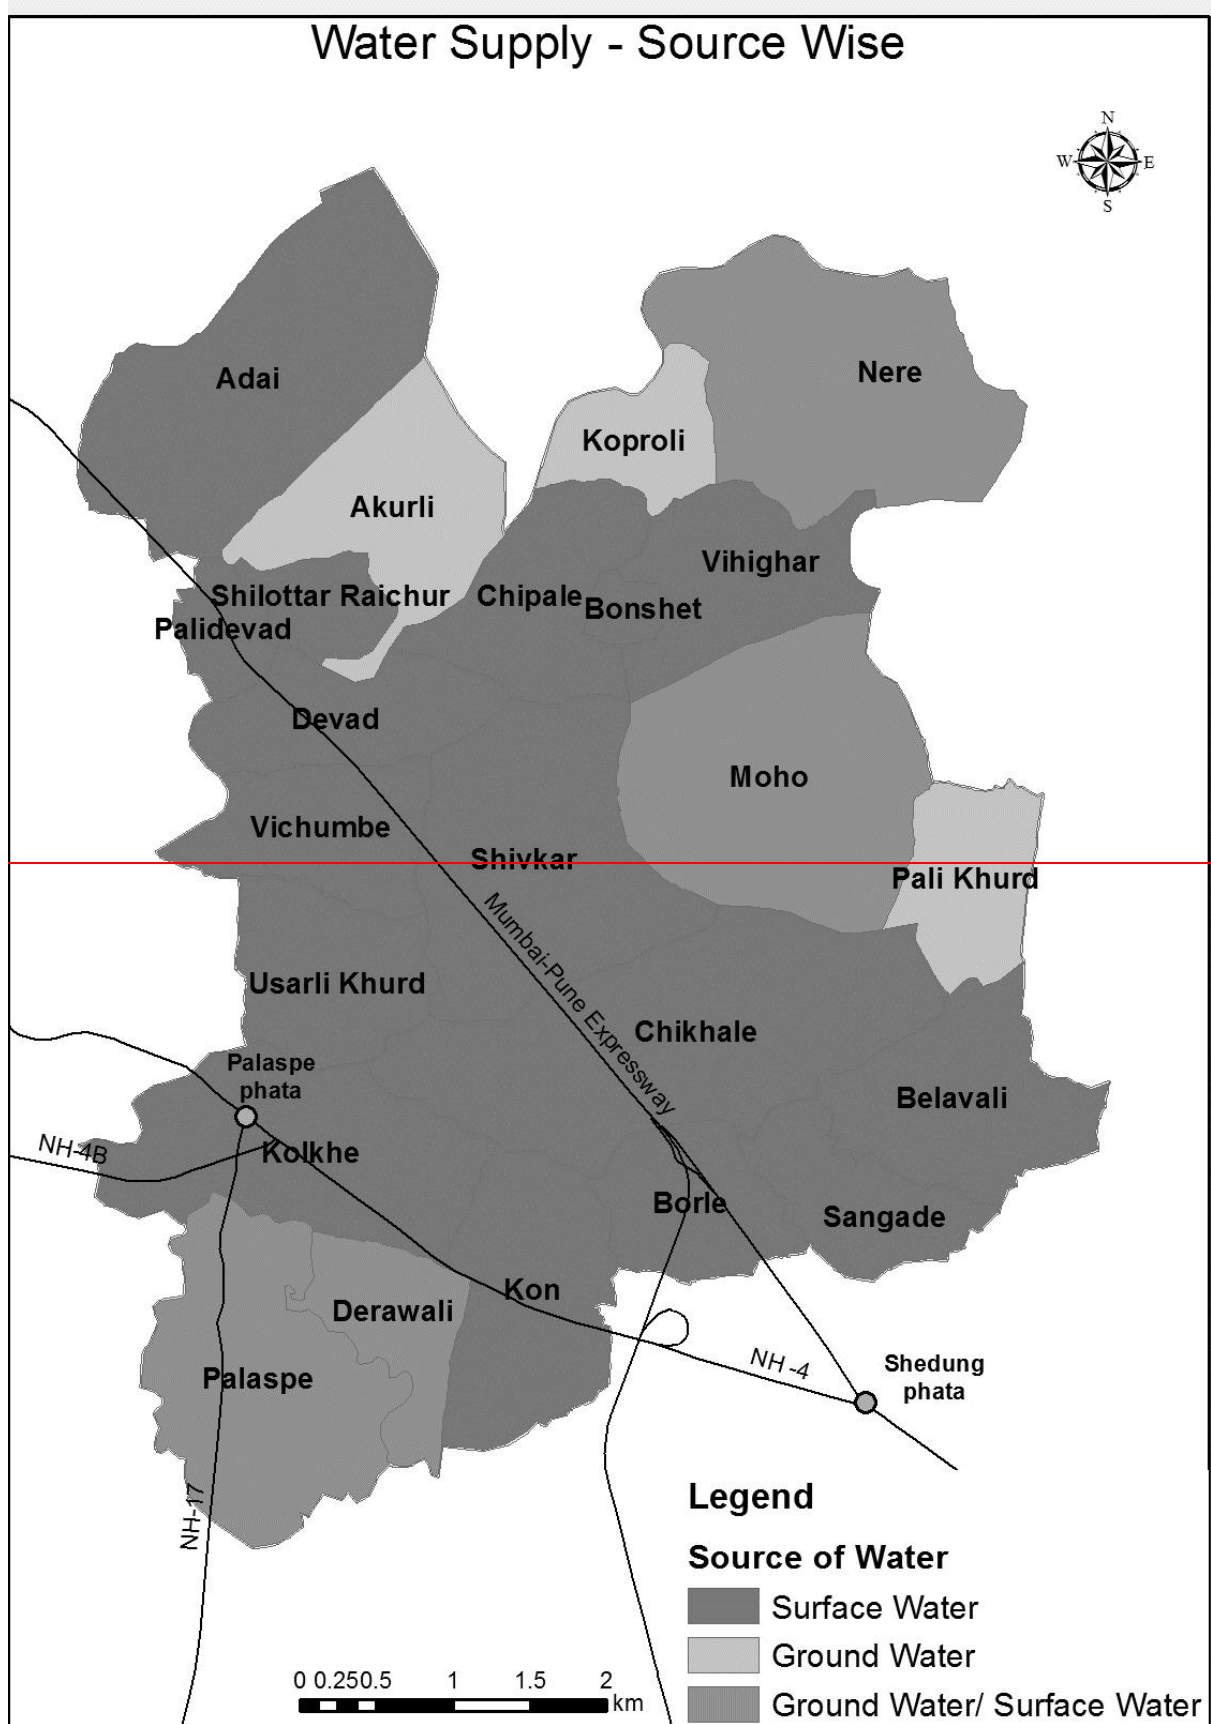 Water Supply - Source Wise
N
W E
S
Adai
Nere
Koproli
Akurli
Vihighar
Shilottar Raichur
Chipale
Bonshet
Palidevad
Devad
Moho
Vichumbe
Shivkar
Pali Khurd
Mumbai-Pune Expressway
Usarli Khurd
Chikhale
Palaspe
phata
Belavali
NH-4B
Kolkhe
Borle
Sangade
Kon
Derawali
NH -4
Shedung
phata
Palaspe
NH-17
Legend
Source of Water
Surface Water
Ground Water
Ground Water/ Surface Water
0 0.250.5 1 1.5 2
km